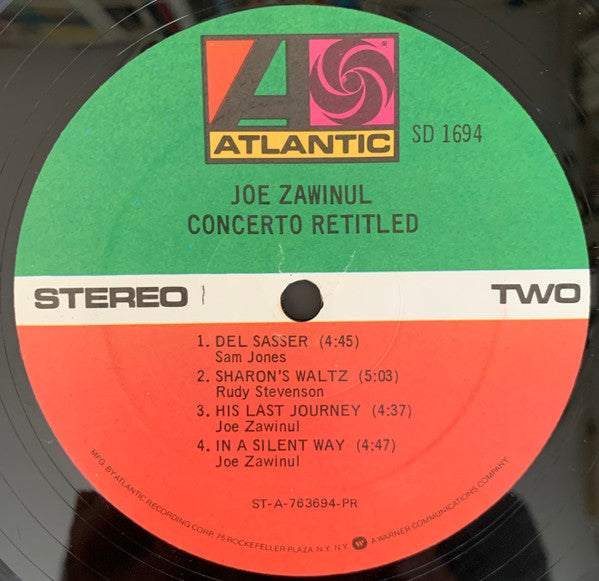 ATLANTIC
®
SD 1694
JOE ZAWINUL
CONCERTO RETITLED
STEREO
TWO
1. DEL SASSER (4:45)
Sam Jones
2. SHARON'S WALTZ (5:03)
Rudy Stevenson
3. HIS LAST JOURNEY (4:37)
Joe Zawinul
4. IN A SILENT WAY (4:47)
Joe Zawinul
ST-A-763694-PR
MFG. BY ATLANTIC RECORDING CORP., 75 ROCKEFELLER PLAZA, N.Y. N.Y. A WARNER COMMUNICATIONS COMPANY